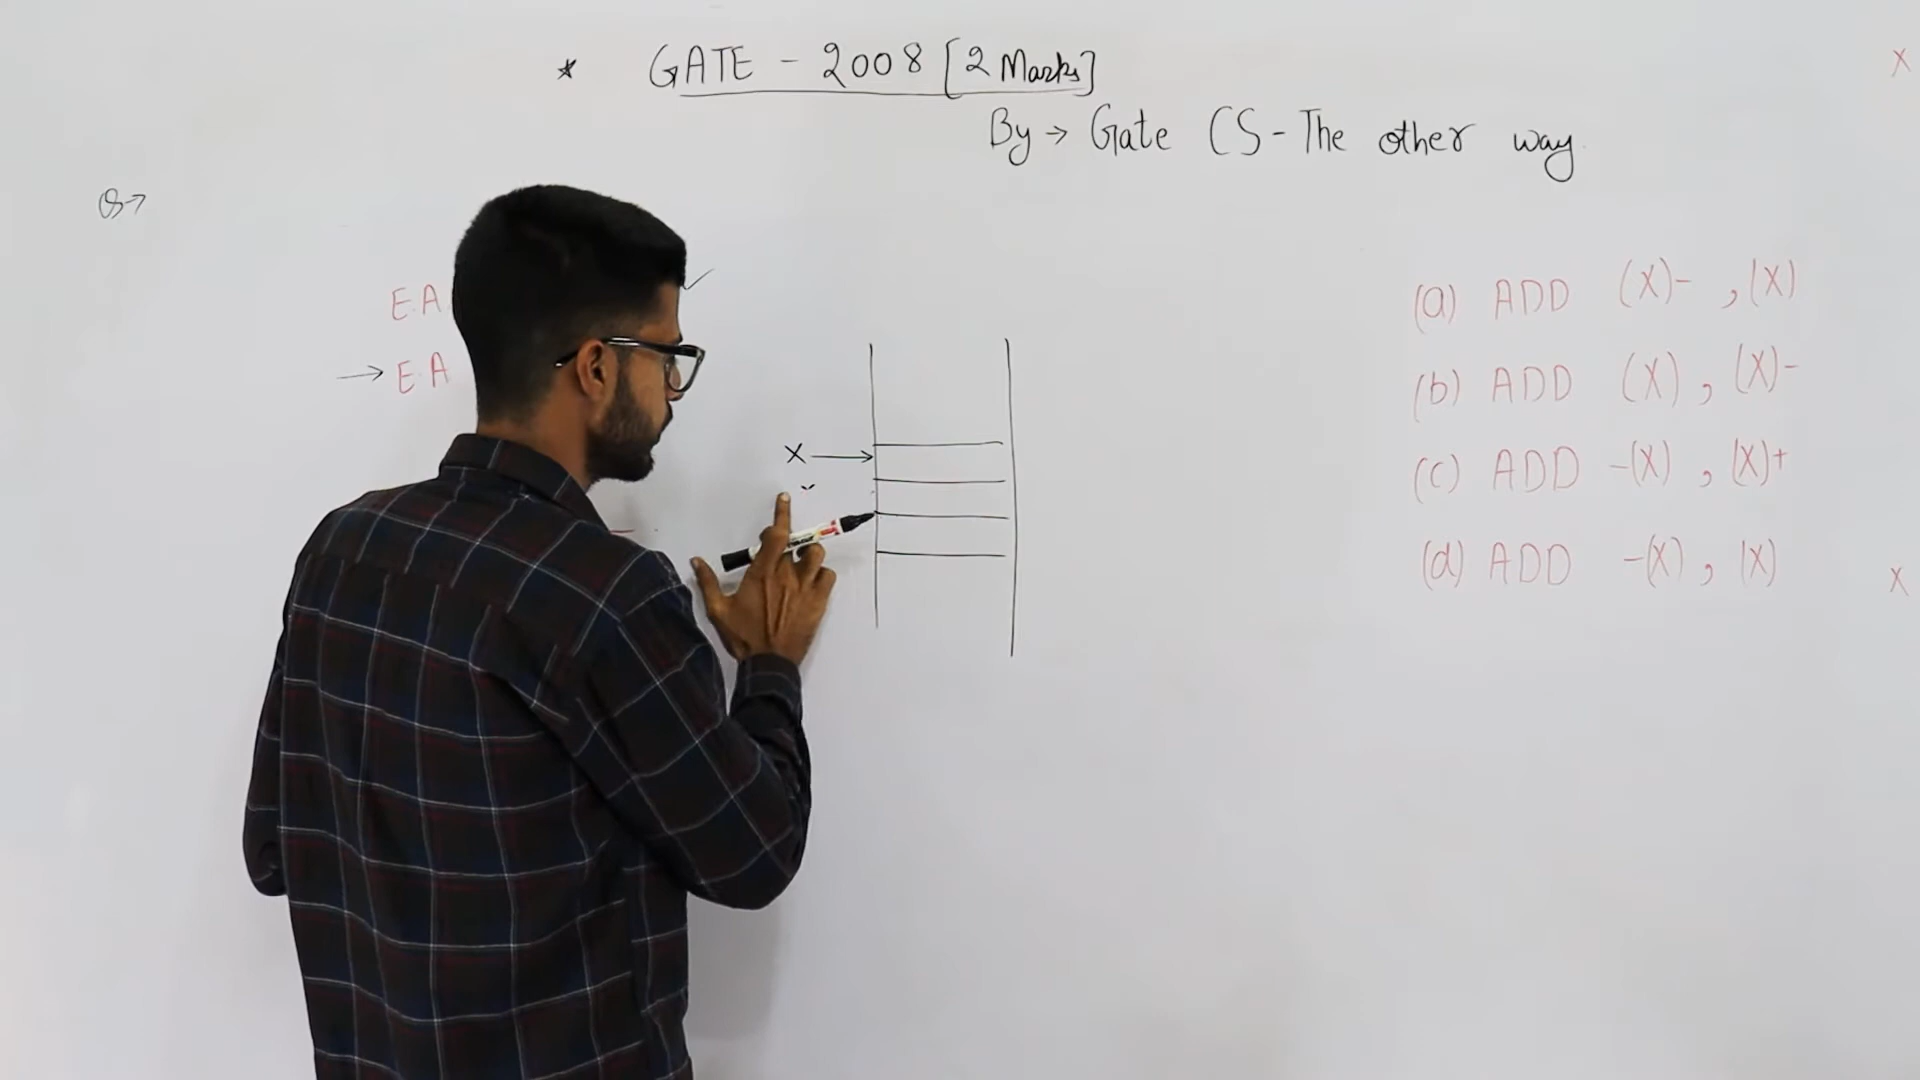 * GATE - 2008 [2 Marks]
By → Gate CS - The other way
Q→
E.A
→ E.A
X →
(a) ADD (X)- , (X)
(b) ADD (X) , (X)-
(c) ADD -(X) , (X)+
(d) ADD -(X) , (X)
X
X